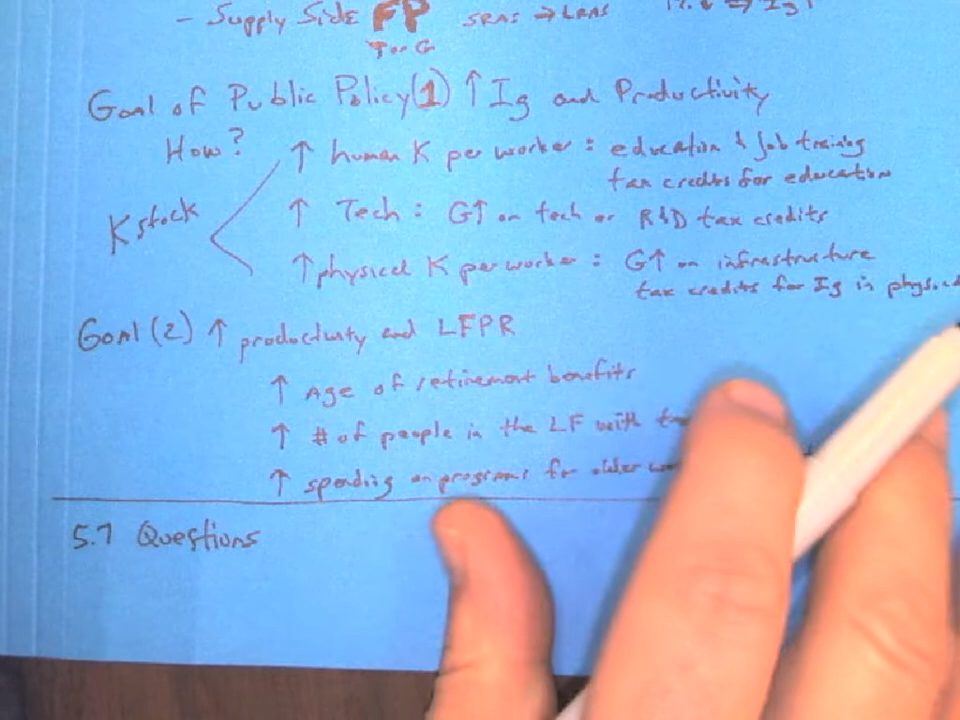 - Supply Side FP SRAS → LRAS
T or G
Goal of Public Policy (1) ↑ Ig and Productivity
How? ↑ human K per worker : education & Job training
tax credits for education
K stock ↑ Tech : G↑ on tech or R&D tax credits
↑ physical K per worker : G↑ on infrastructure
tax credits for Ig in
Goal (2) ↑ productivity and LFPR
↑ Age of retirement benefits
↑ # of people in the LF with
↑ spending on programs for older
5.7 Questions